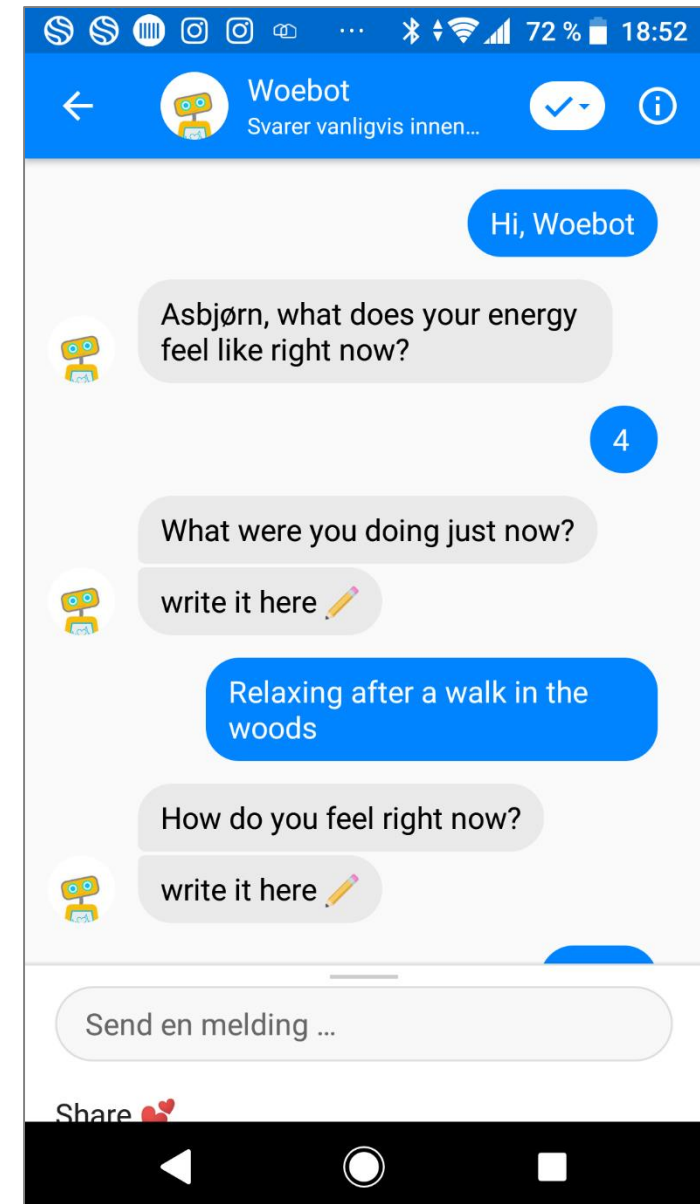 72 % 18:52
Woebot
Svarer vanligvis innen...
Hi, Woebot
Asbjørn, what does your energy
feel like right now?
4
What were you doing just now?
write it here
Relaxing after a walk in the
woods
How do you feel right now?
write it here
Send en melding ...
Share